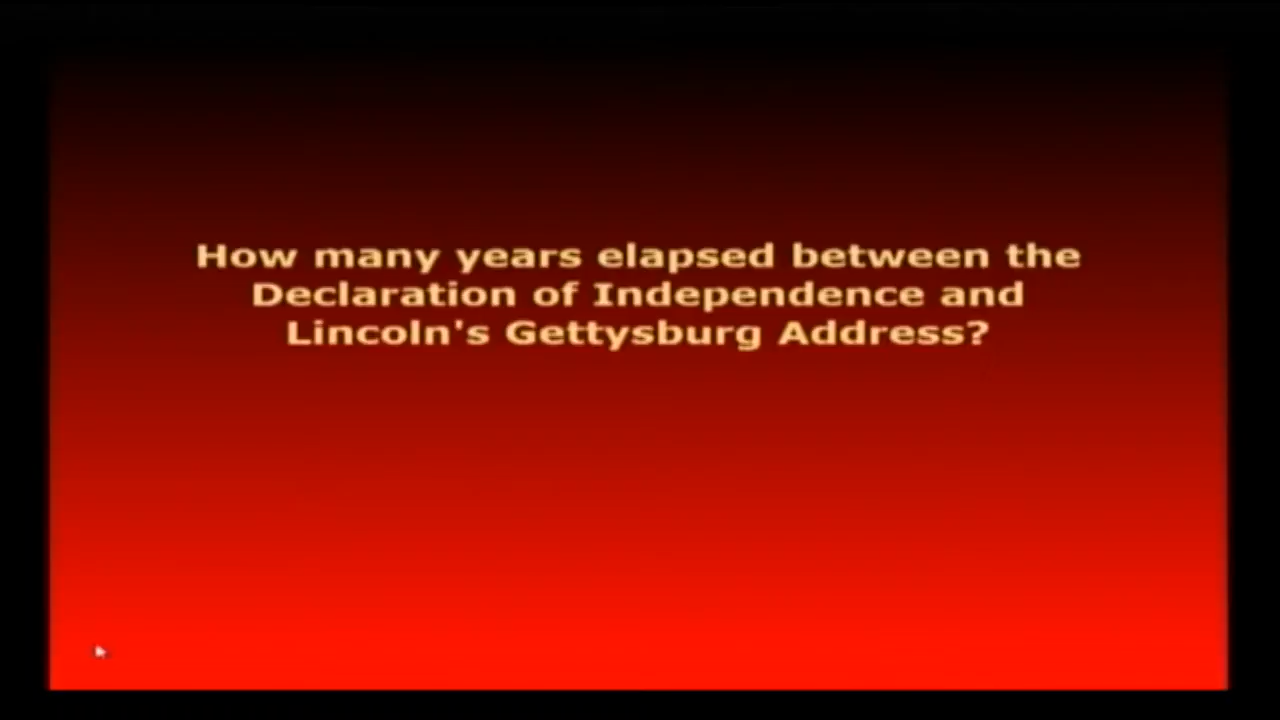 How many years elapsed between the
Declaration of Independence and
Lincoln's Gettysburg Address?